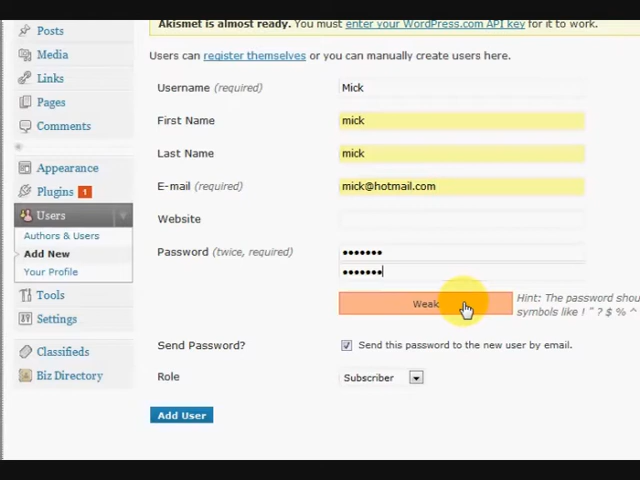 Akismet is almost ready. You must enter your WordPress.com API key for it to work.
Posts
Media
Links
Pages
Comments
Appearance
Plugins 1
Users
Authors & Users
Add New
Your Profile
Tools
Settings
Classifieds
Biz Directory
Users can register themselves or you can manually create users here.
Username (required) Mick
First Name mick
Last Name mick
E-mail (required) mick@hotmail.com
Website
Password (twice, required) •••••••
•••••••
Weak Hint: The password shou
symbols like ! " ? $ % ^
Send Password? Send this password to the new user by email.
Role Subscriber
Add User